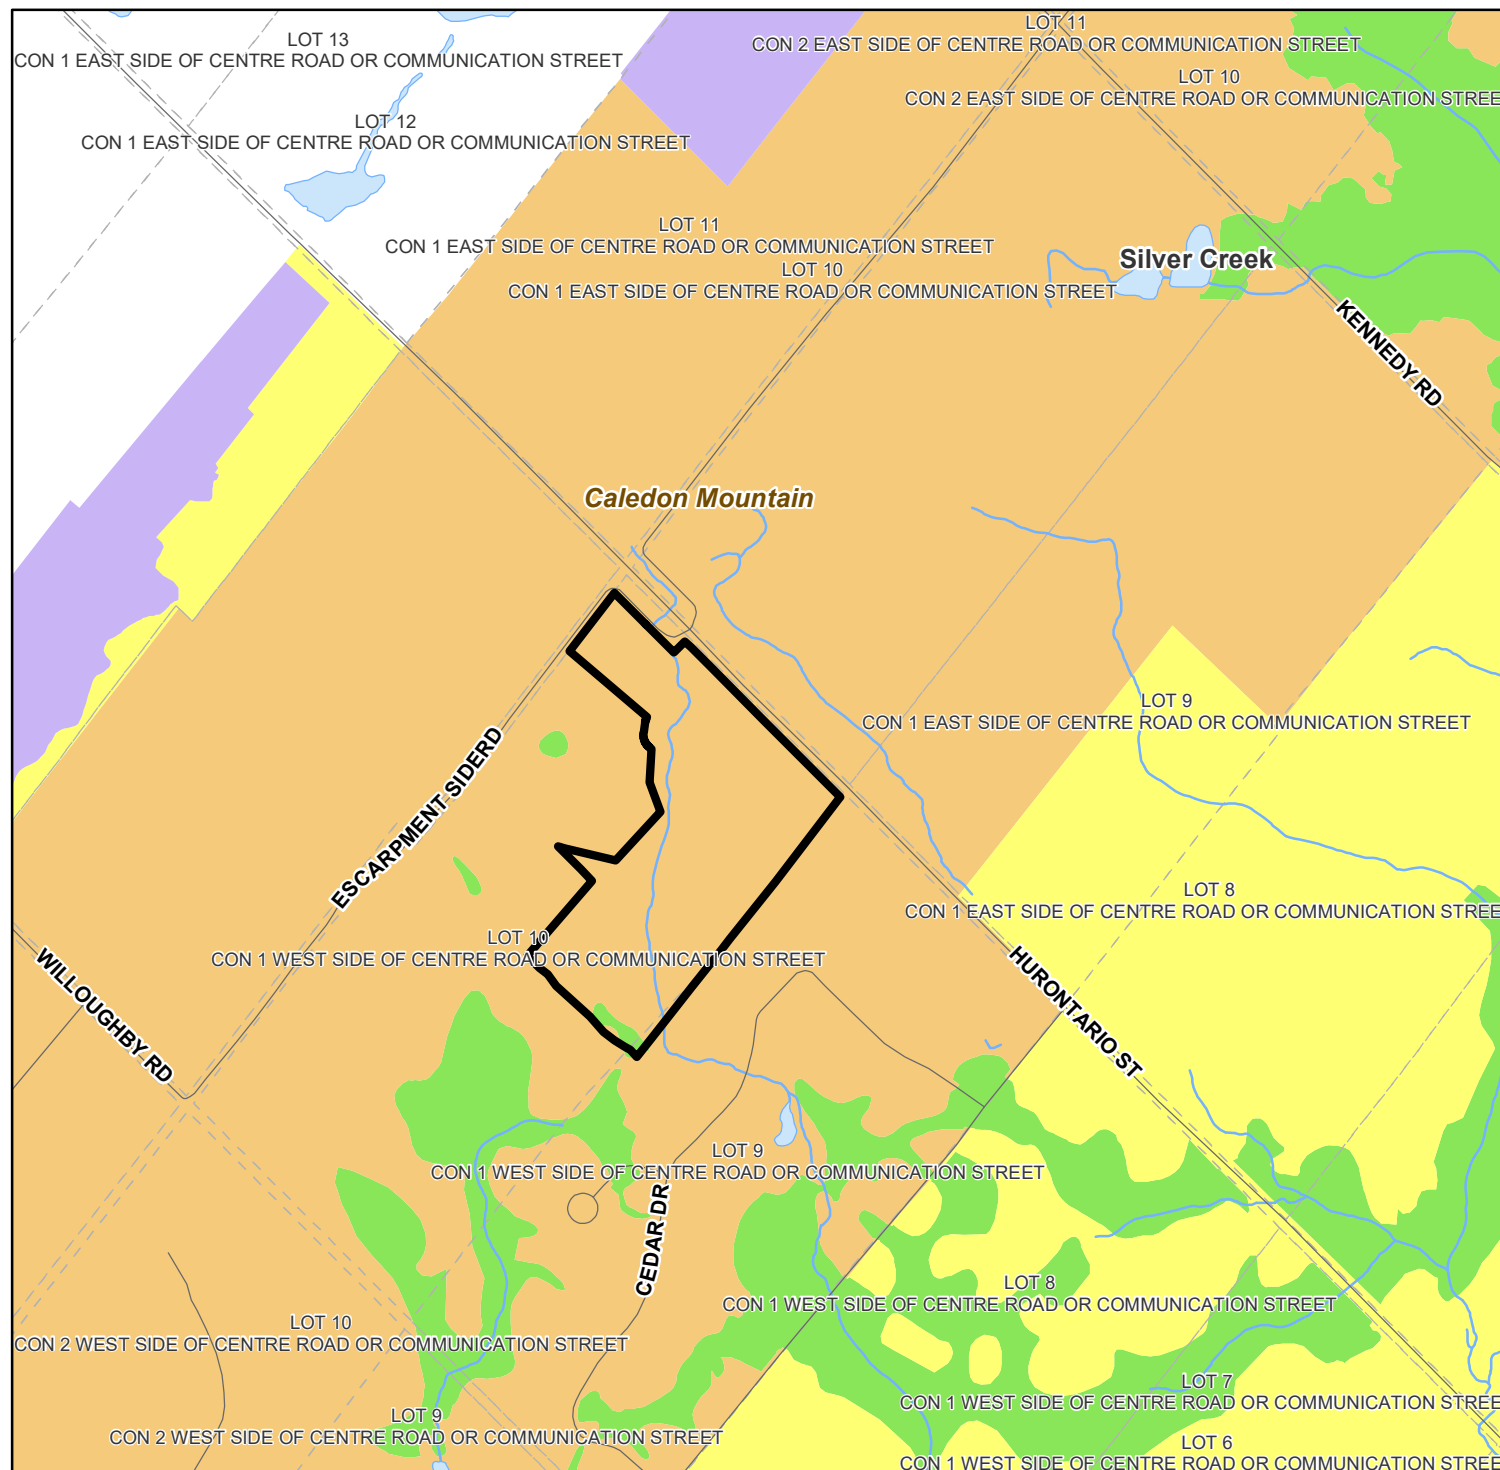 LOT 11
CON 2 EAST SIDE OF CENTRE ROAD OR COMMUNICATION STREET
LOT 13
CON 1 EAST SIDE OF CENTRE ROAD OR COMMUNICATION STREET
LOT 10
CON 2 EAST SIDE OF CENTRE ROAD OR COMMUNICATION STREE
LOT 12
CON 1 EAST SIDE OF CENTRE ROAD OR COMMUNICATION STREET
LOT 11
CON 1 EAST SIDE OF CENTRE ROAD OR COMMUNICATION STREET
Silver Creek
LOT 10
CON 1 EAST SIDE OF CENTRE ROAD OR COMMUNICATION STREET
KENNEDY RD
Caledon Mountain
LOT 9
CON 1 EAST SIDE OF CENTRE ROAD OR COMMUNICATION STREET
ESCARPMENT SIDERD
LOT 8
CON 1 EAST SIDE OF CENTRE ROAD OR COMMUNICATION STREE
LOT 10
CON 1 WEST SIDE OF CENTRE ROAD OR COMMUNICATION STREET
WILLOUGHBY RD
HURONTARIO ST
LOT 9
CON 1 WEST SIDE OF CENTRE ROAD OR COMMUNICATION STREET
CEDAR DR
LOT 8
CON 1 WEST SIDE OF CENTRE ROAD OR COMMUNICATION STREET
LOT 10
CON 2 WEST SIDE OF CENTRE ROAD OR COMMUNICATION STREET
LOT 7
CON 1 WEST SIDE OF CENTRE ROAD OR COMMUNICATION STREE
LOT 9
CON 2 WEST SIDE OF CENTRE ROAD OR COMMUNICATION STREET
LOT 6
CON 1 WEST SIDE OF CENTRE ROAD OR COMMUNICATION STREE